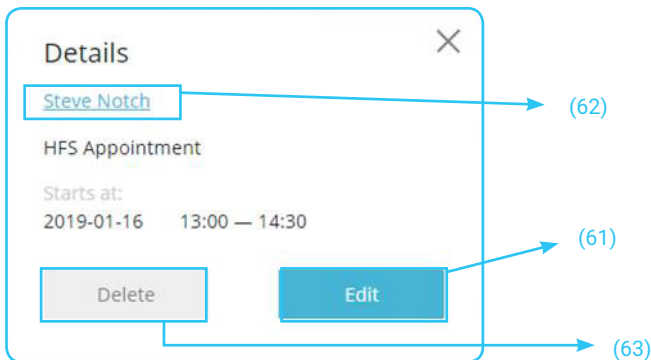 Details
Steve Notch
(62)
HFS Appointment
Starts at:
2019-01-16 13:00 — 14:30
(61)
Delete Edit
(63)